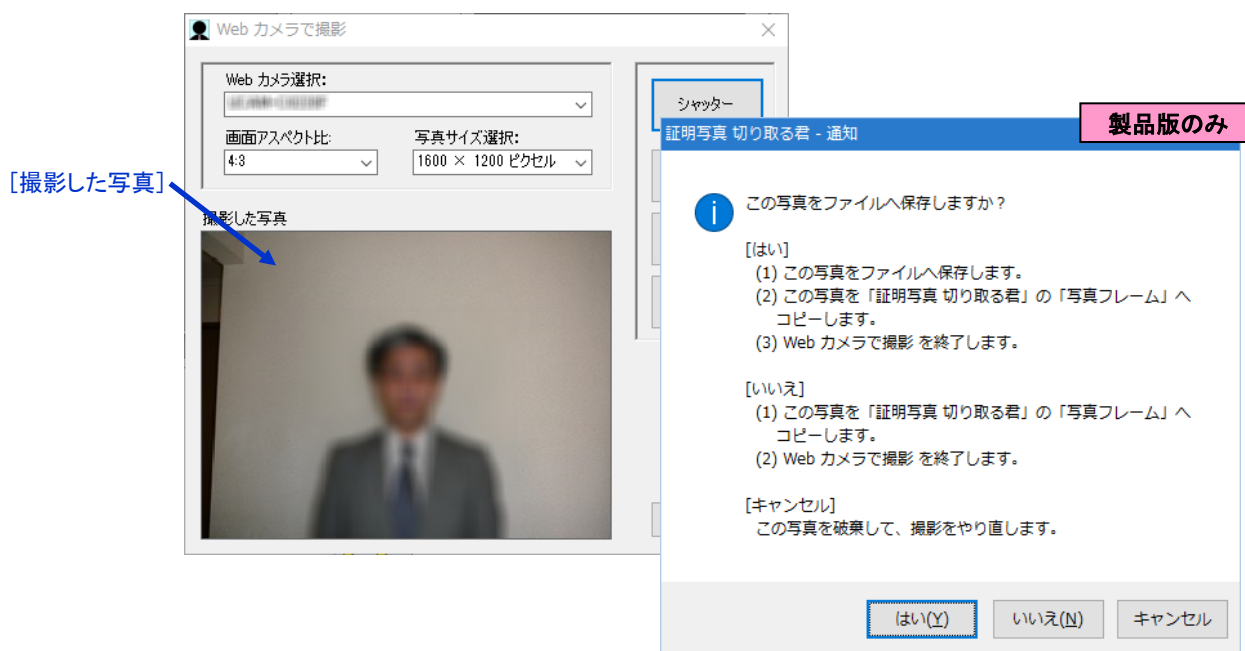 Web カメラで撮影
Web カメラ選択:
画面アスペクト比:
写真サイズ選択:
4:3
1600 × 1200 ピクセル
シャッター
[撮影した写真]
撮影した写真
製品版のみ
証明写真 切り取る君 - 通知
この写真をファイルへ保存しますか？
[はい]
(1) この写真をファイルへ保存します。
(2) この写真を「証明写真 切り取る君」の「写真フレーム」へ
コピーします。
(3) Web カメラで撮影 を終了します。
[いいえ]
(1) この写真を「証明写真 切り取る君」の「写真フレーム」へ
コピーします。
(2) Web カメラで撮影 を終了します。
[キャンセル]
この写真を破棄して、撮影をやり直します。
はい(Y)
いいえ(N)
キャンセル